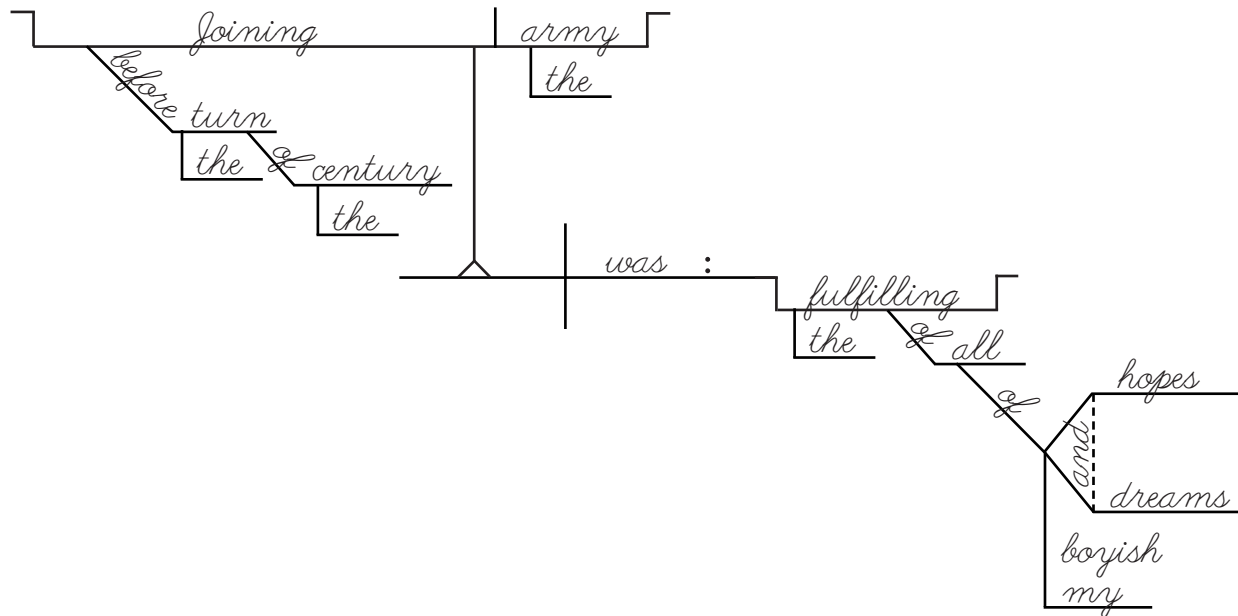 Joining army
the
before
turn
the
of
century
the
was :
fulfilling
the
of
all
of
hopes
and
dreams
boyish
my